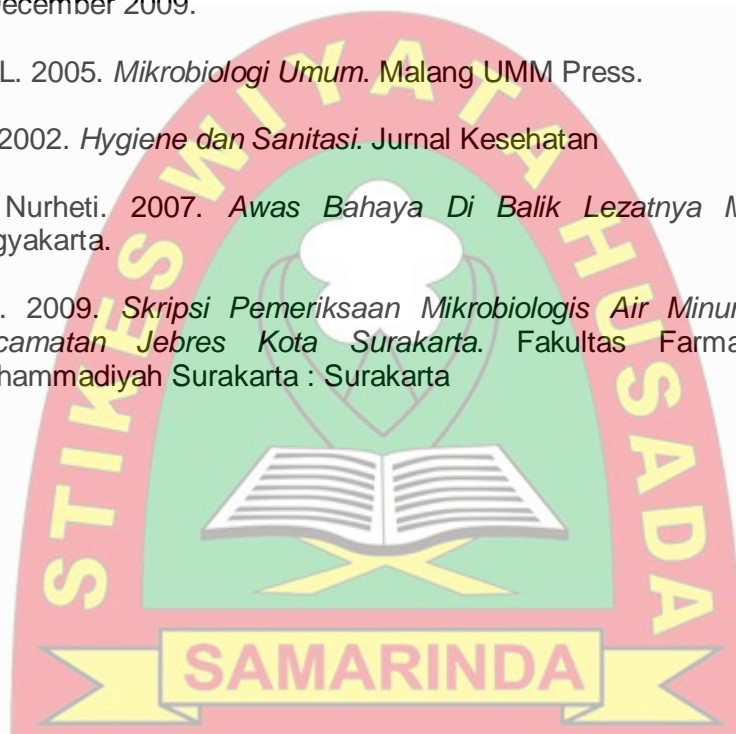 December 2009.
L. 2005. Mikrobiologi Umum. Malang UMM Press.
2002. Hygiene dan Sanitasi. Jurnal Kesehatan
Nurheti. 2007. Awas Bahaya Di Balik Lezatnya M
gyakarta.
. 2009. Skripsi Pemeriksaan Mikrobiologis Air Minu
camatan Jebres Kota Surakarta. Fakultas Farma
hammadiyah Surakarta : Surakarta
STIKES WIYATA HUSADA
SAMARINDA